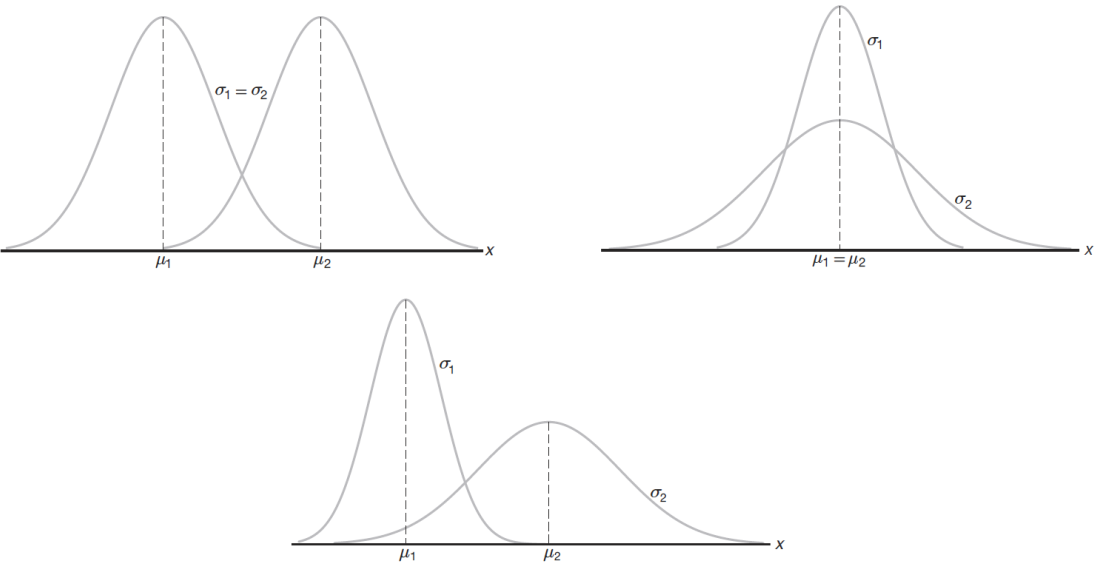 σ₁ = σ₂
x
μ₁
μ₂
σ₁
σ₂
x
μ₁ = μ₂
σ₁
σ₂
x
μ₁
μ₂